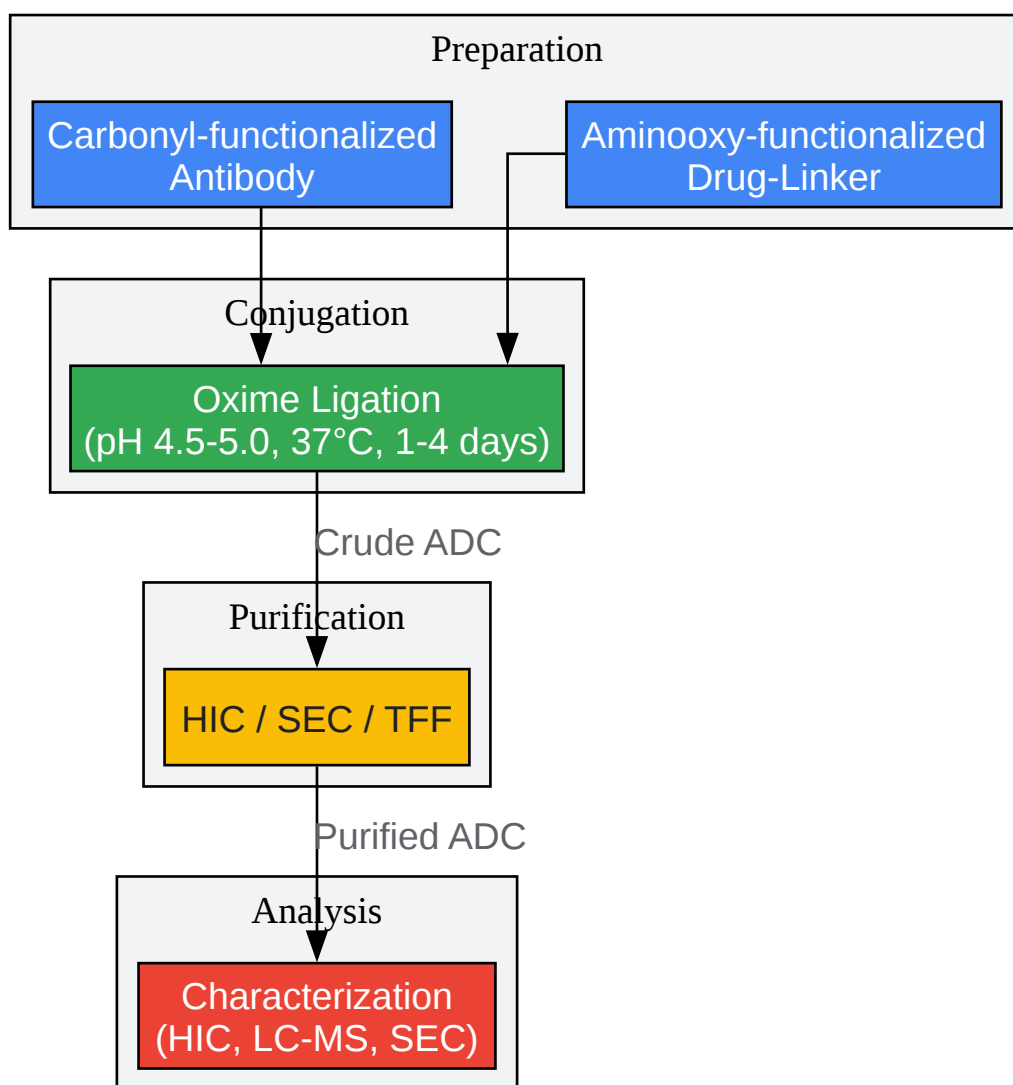 Preparation
Carbonyl-functionalized
Antibody
Aminooxy-functionalized
Drug-Linker
Conjugation
Oxime Ligation
(pH 4.5-5.0, 37°C, 1-4 days)
Crude ADC
Purification
HIC / SEC / TFF
Purified ADC
Analysis
Characterization
(HIC, LC-MS, SEC)